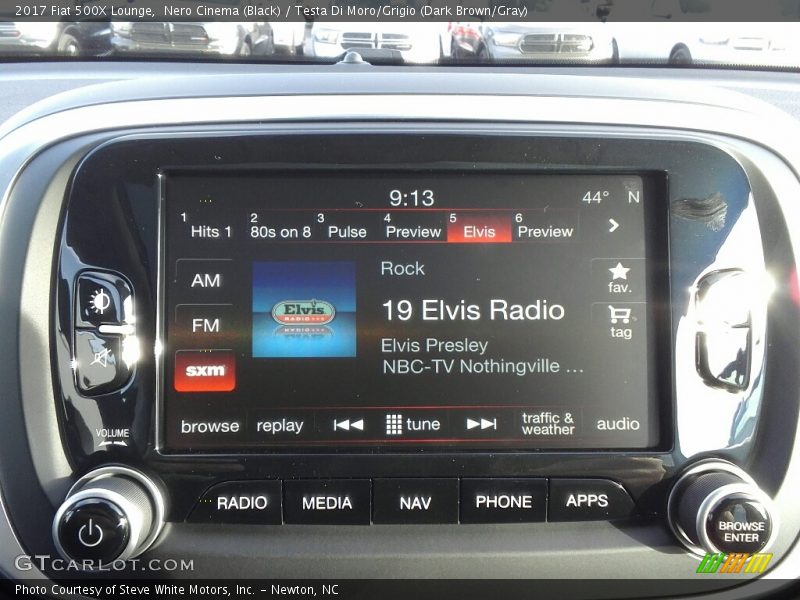 2017 Fiat 500X Lounge,  Nero Cinema (Black) / Testa Di Moro/Grigio (Dark Brown/Gray)
9:13
44° N
1 Hits 1
2 80s on 8
3 Pulse
4 Preview
5 Elvis
6 Preview
AM
FM
sxm
Elvis
RADIO
Rock
19 Elvis Radio
Elvis Presley
NBC-TV Nothingville ...
fav.
tag
browse
replay
tune
traffic & weather
audio
VOLUME
RADIO
MEDIA
NAV
PHONE
APPS
BROWSE
ENTER
GTCARLOT.COM
Photo Courtesy of Steve White Motors, Inc. – Newton, NC